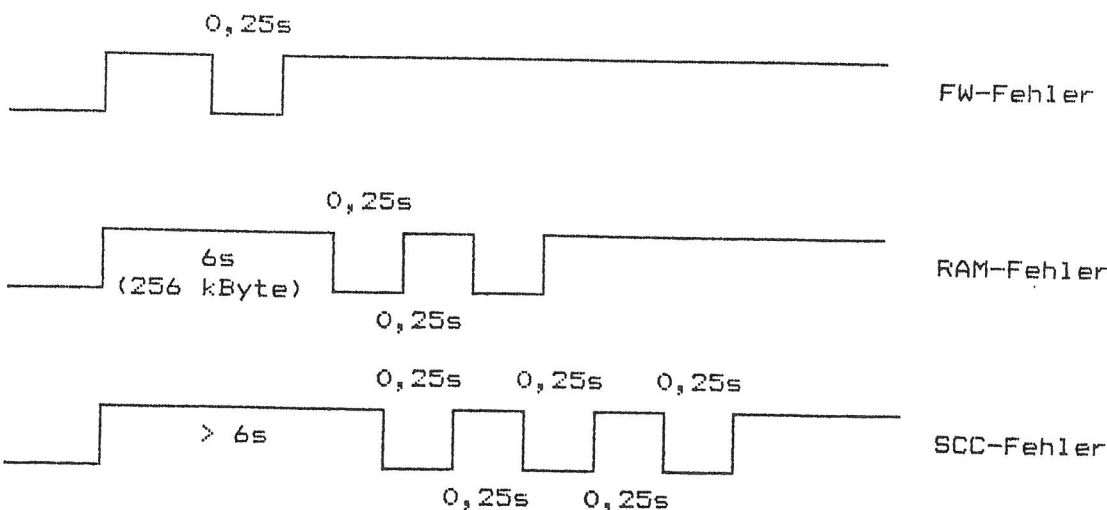 0,25s
FW-Fehler
0,25s
6s
(256 kByte)
RAM-Fehler
0,25s
0,25s 0,25s 0,25s
> 6s
SCC-Fehler
0,25s 0,25s